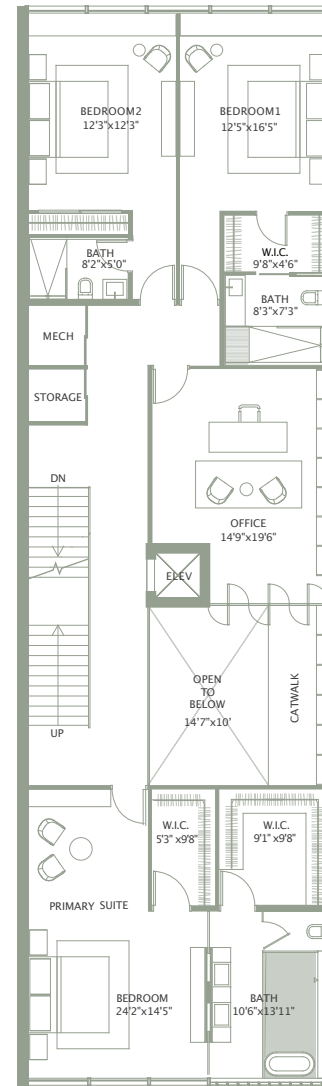 BEDROOM2
12'3"x12'3"
BEDROOM1
12'5"x16'5"
BATH
8'2"x5'0"
W.I.C.
9'8"x4'6"
BATH
8'3"x7'3"
MECH
STORAGE
DN
OFFICE
14'9"x19'6"
ELEV
OPEN
TO
BELOW
14'7"x10'
CATWALK
UP
W.I.C.
5'3" x9'8"
W.I.C.
9'1" x9'8"
PRIMARY SUITE
BEDROOM
24'2"x14'5"
BATH
10'6"x13'11"